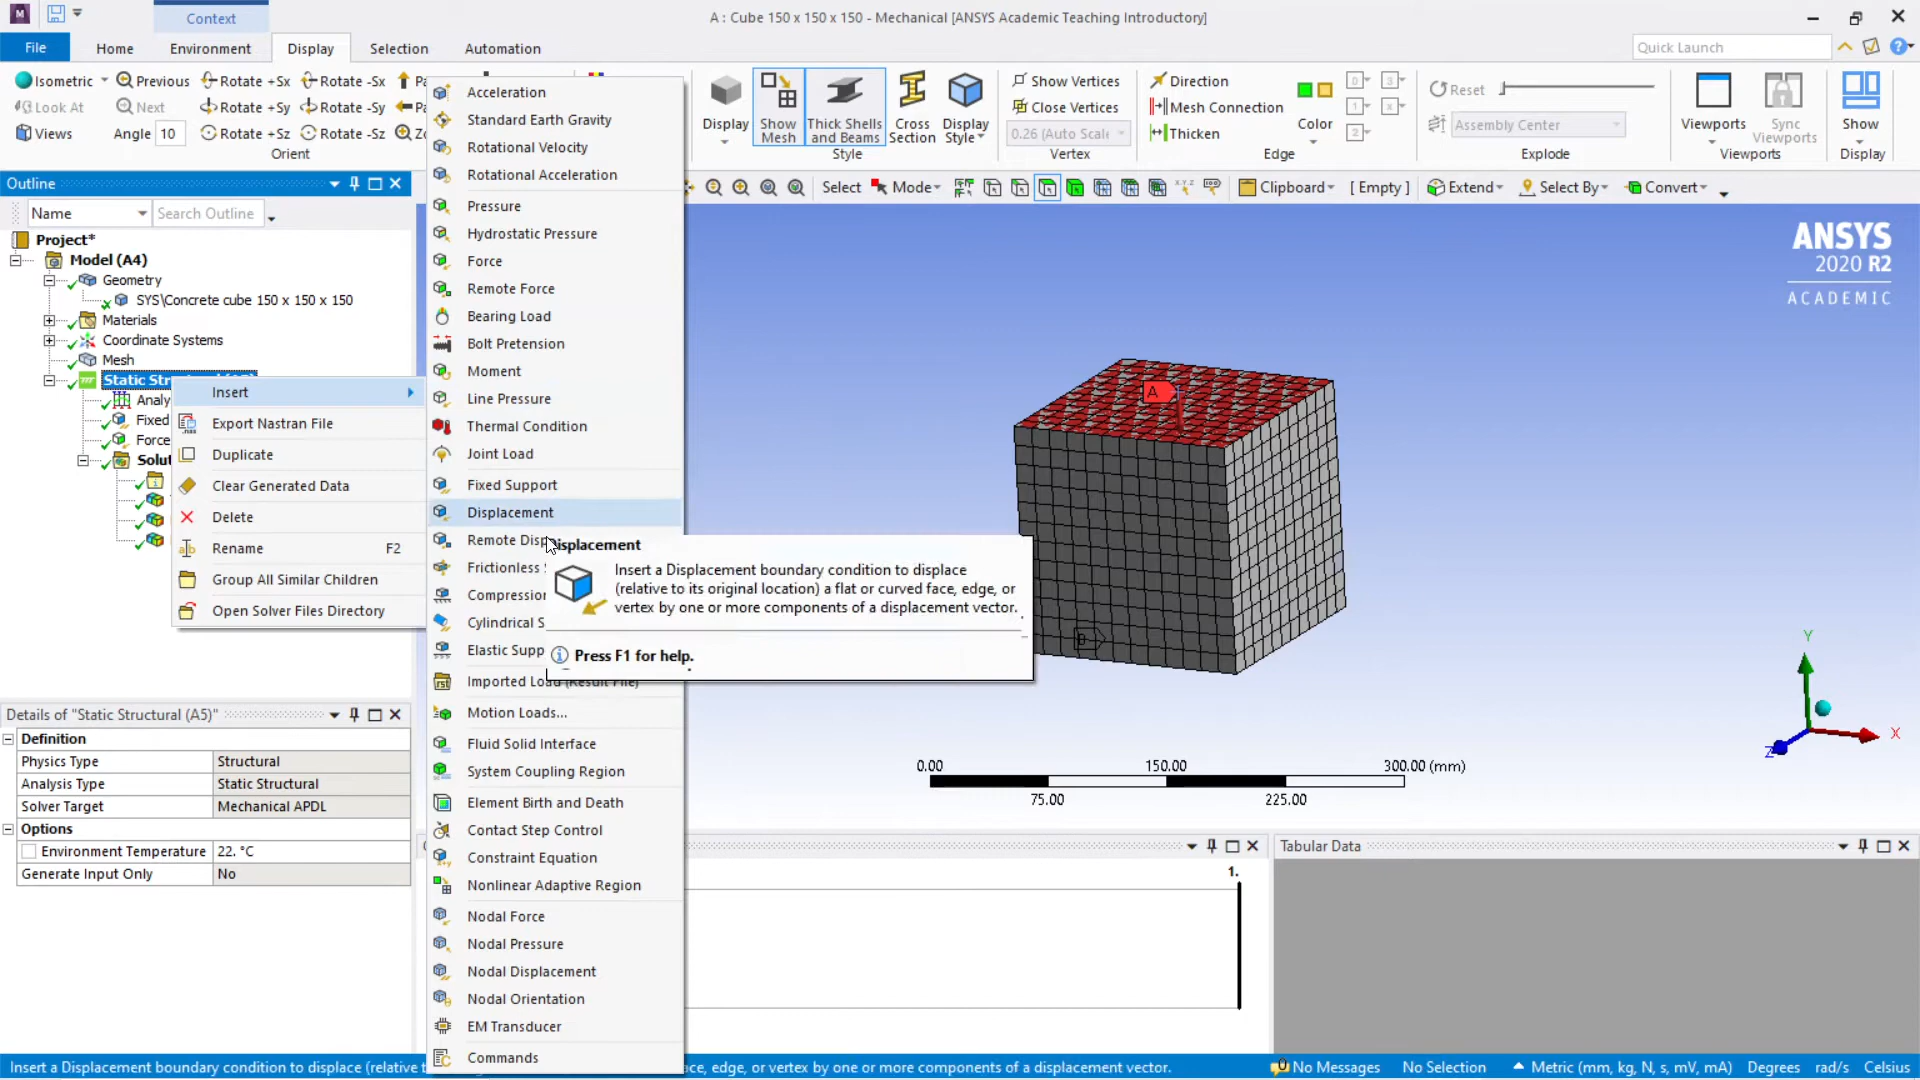 Context
A : Cube 150 x 150 x 150 - Mechanical [ANSYS Academic Teaching Introductory]
File
Home
Environment
Display
Selection
Automation
Quick Launch
Isometric
Previous
Rotate +Sx
Rotate -Sx
Look At
Next
Rotate +Sy
Rotate -Sy
Views
Angle 10
Rotate +Sz
Rotate -Sz
Orient
Display
Show Mesh
Thick Shells and Beams
Cross Section
Display Style
Style
Show Vertices
Close Vertices
0.26 (Auto Scale
Vertex
Direction
Mesh Connection
Thicken
Color
Edge
Reset
Assembly Center
Explode
Viewports
Sync Viewports
Viewports
Show
Display
Select
Mode
Clipboard
[ Empty ]
Extend
Select By
Convert
Outline
Name
Search Outline
Project*
Model (A4)
Geometry
SYS\Concrete cube 150 x 150 x 150
Materials
Coordinate Systems
Mesh
Static Str
Analy
Fixed
Force
Solut
Insert
Export Nastran File
Duplicate
Clear Generated Data
Delete
Rename F2
Group All Similar Children
Open Solver Files Directory
Acceleration
Standard Earth Gravity
Rotational Velocity
Rotational Acceleration
Pressure
Hydrostatic Pressure
Force
Remote Force
Bearing Load
Bolt Pretension
Moment
Line Pressure
Thermal Condition
Joint Load
Fixed Support
Displacement
Remote Disp
Frictionless
Compression
Cylindrical S
Elastic Supp
Imported Load (Result File)
Motion Loads...
Fluid Solid Interface
System Coupling Region
Element Birth and Death
Contact Step Control
Constraint Equation
Nonlinear Adaptive Region
Nodal Force
Nodal Pressure
Nodal Displacement
Nodal Orientation
EM Transducer
Commands
Displacement
Insert a Displacement boundary condition to displace
(relative to its original location) a flat or curved face, edge, or
vertex by one or more components of a displacement vector.
Press F1 for help.
ANSYS
2020 R2
ACADEMIC
A
Y
X
Z
0.00
150.00
300.00 (mm)
75.00
225.00
Details of "Static Structural (A5)"
Definition
Physics Type Structural
Analysis Type Static Structural
Solver Target Mechanical APDL
Options
Environment Temperature 22. °C
Generate Input Only No
1.
Tabular Data
Insert a Displacement boundary condition to displace (relative t
ce, edge, or vertex by one or more components of a displacement vector.
No Messages
No Selection
Metric (mm, kg, N, s, mV, mA)
Degrees
rad/s
Celsius